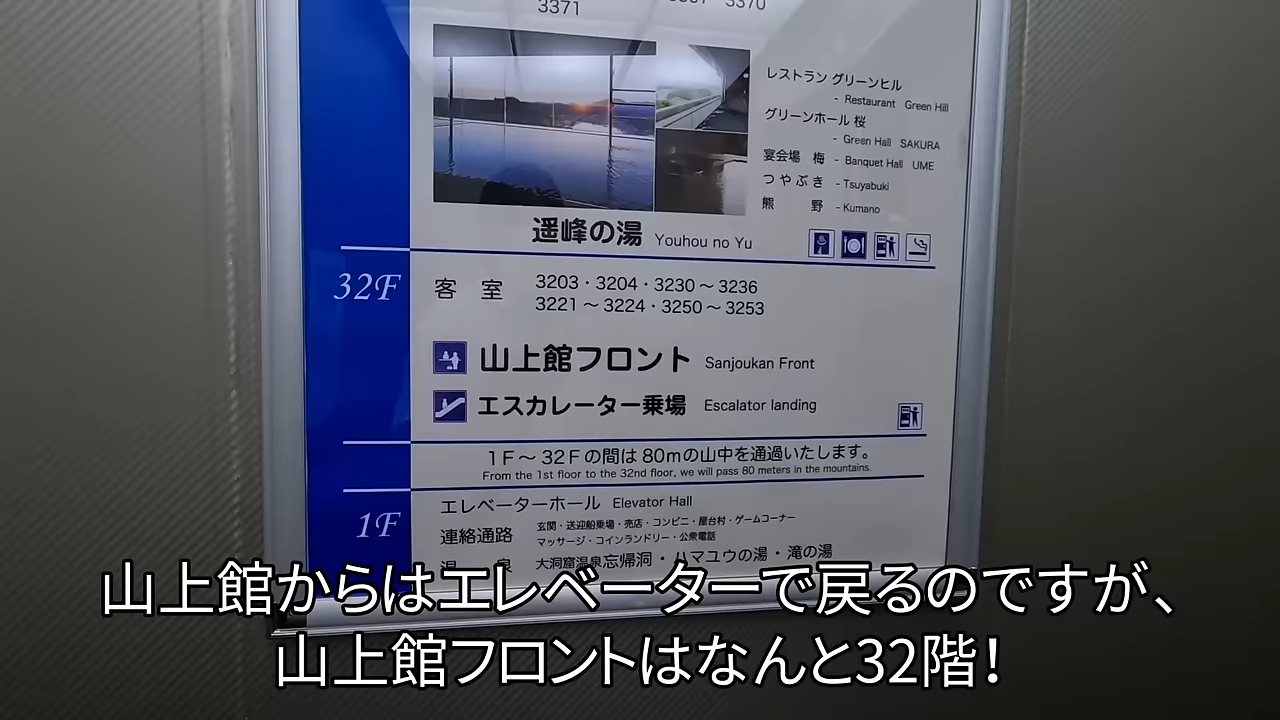 3371
3370
レストラン グリーンヒル
- Restaurant Green Hill
グリーンホール 桜
- Green Hall SAKURA
宴会場 梅 - Banquet Hall UME
つやぶき - Tsuyabuki
熊 野 - Kumano
遥峰の湯 Youhou no Yu
32F 客 室 3203・3204・3230～3236
3221～3224・3250～3253
山上館フロント Sanjoukan Front
エスカレーター乗場 Escalator landing
1F～32Fの間は80mの山中を通過いたします。
From the 1st floor to the 32nd floor, we will pass 80 meters in the mountains.
エレベーターホール Elevator Hall
1F 連絡通路 玄関・送迎船乗場・売店・コンビニ・屋台村・ゲームコーナー
マッサージ・コインランドリー・公衆電話
大洞窟温泉忘帰洞・ハマユウの湯・滝の湯
山上館からはエレベーターで戻るのですが、
山上館フロントはなんと32階！